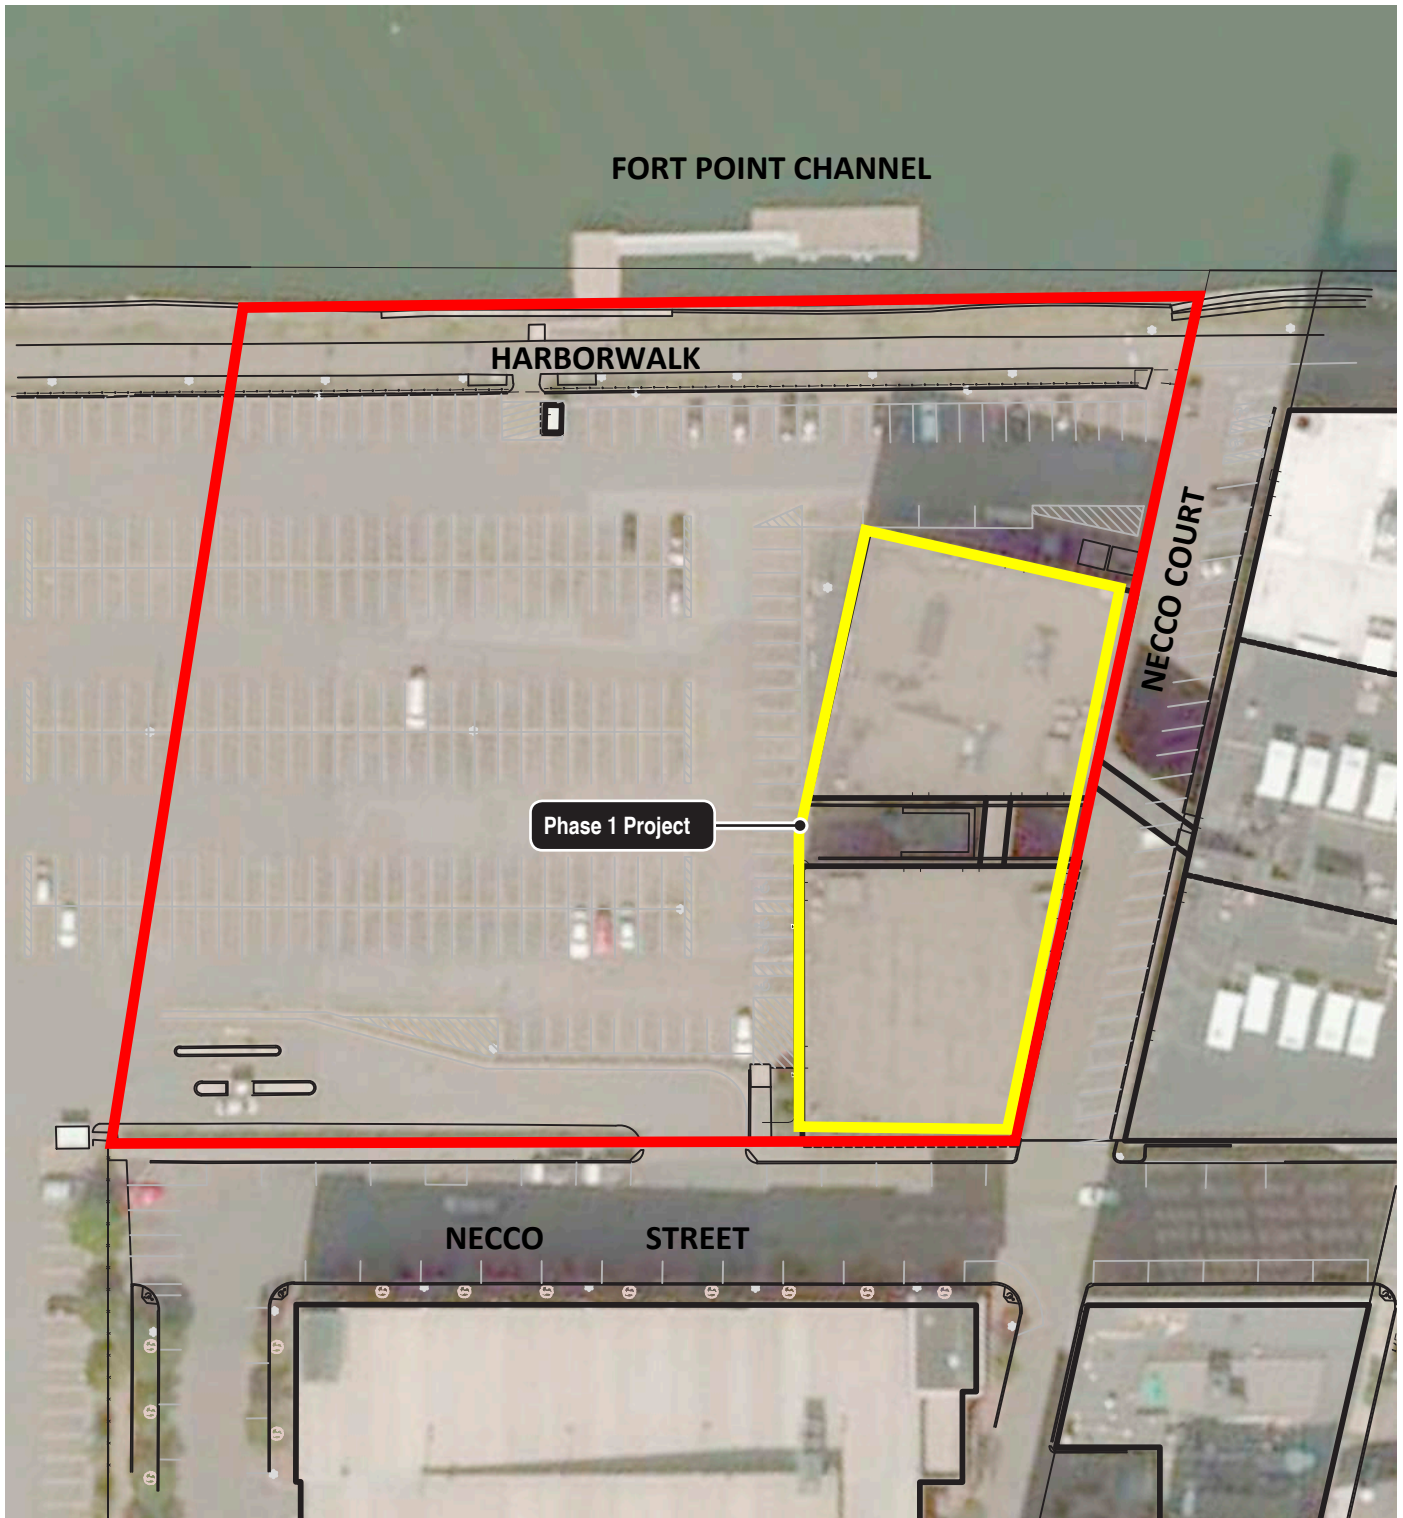 FORT POINT CHANNEL
HARBORWALK
NECCO COURT
Phase 1 Project
NECCO STREET